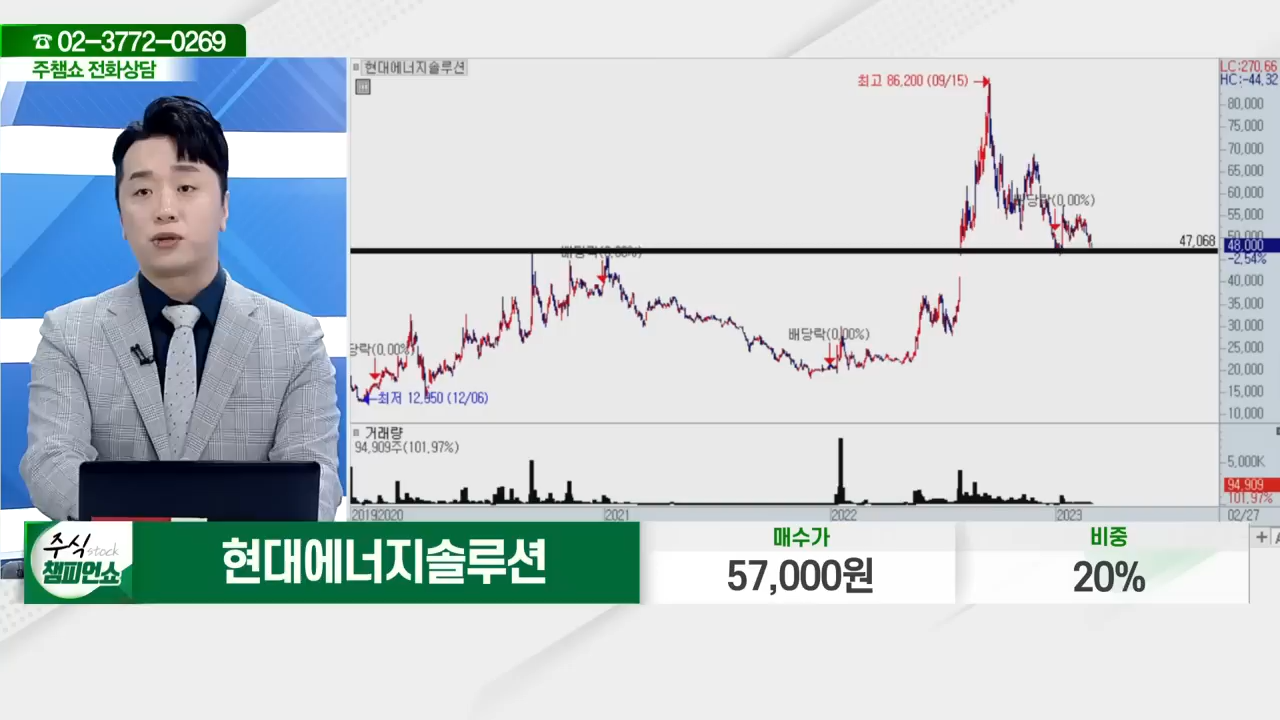 ☎ 02-3772-0269
주챔쇼 전화상담
현대에너지솔루션
LC:270.66
HC:-44.32
최고 86,200 (09/15)
80,000
75,000
70,000
65,000
60,000
55,000
50,000
47,068
48,000
-2.54%
40,000
35,000
30,000
25,000
20,000
15,000
10,000
배당락(0.00%)
배당락(0.00%)
당락(0.00%)
당락(0.00%)
최저 12,950 (12/06)
거래량
94,909주(101.97%)
5,000K
94,909
101.97%
2019 2020 2021 2022 2023 02/27
주식 stock
챔피언쇼
현대에너지솔루션
매수가
57,000원
비중
20%